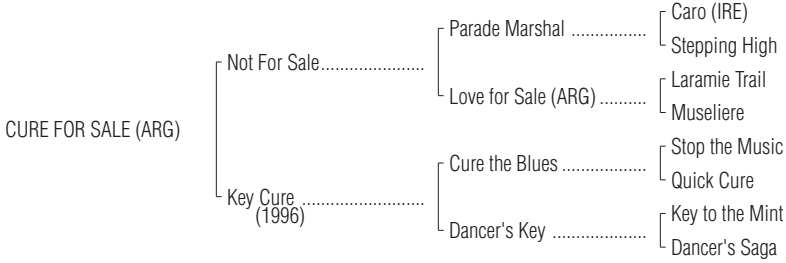 Caro (IRE)
Parade Marshal ................
Stepping High
Not For Sale......................
Laramie Trail
Love for Sale (ARG) ..........
Museliere
CURE FOR SALE (ARG)
Stop the Music
Cure the Blues ..................
Quick Cure
Key Cure ..........................
(1996)
Key to the Mint
Dancer's Key ....................
Dancer's Saga